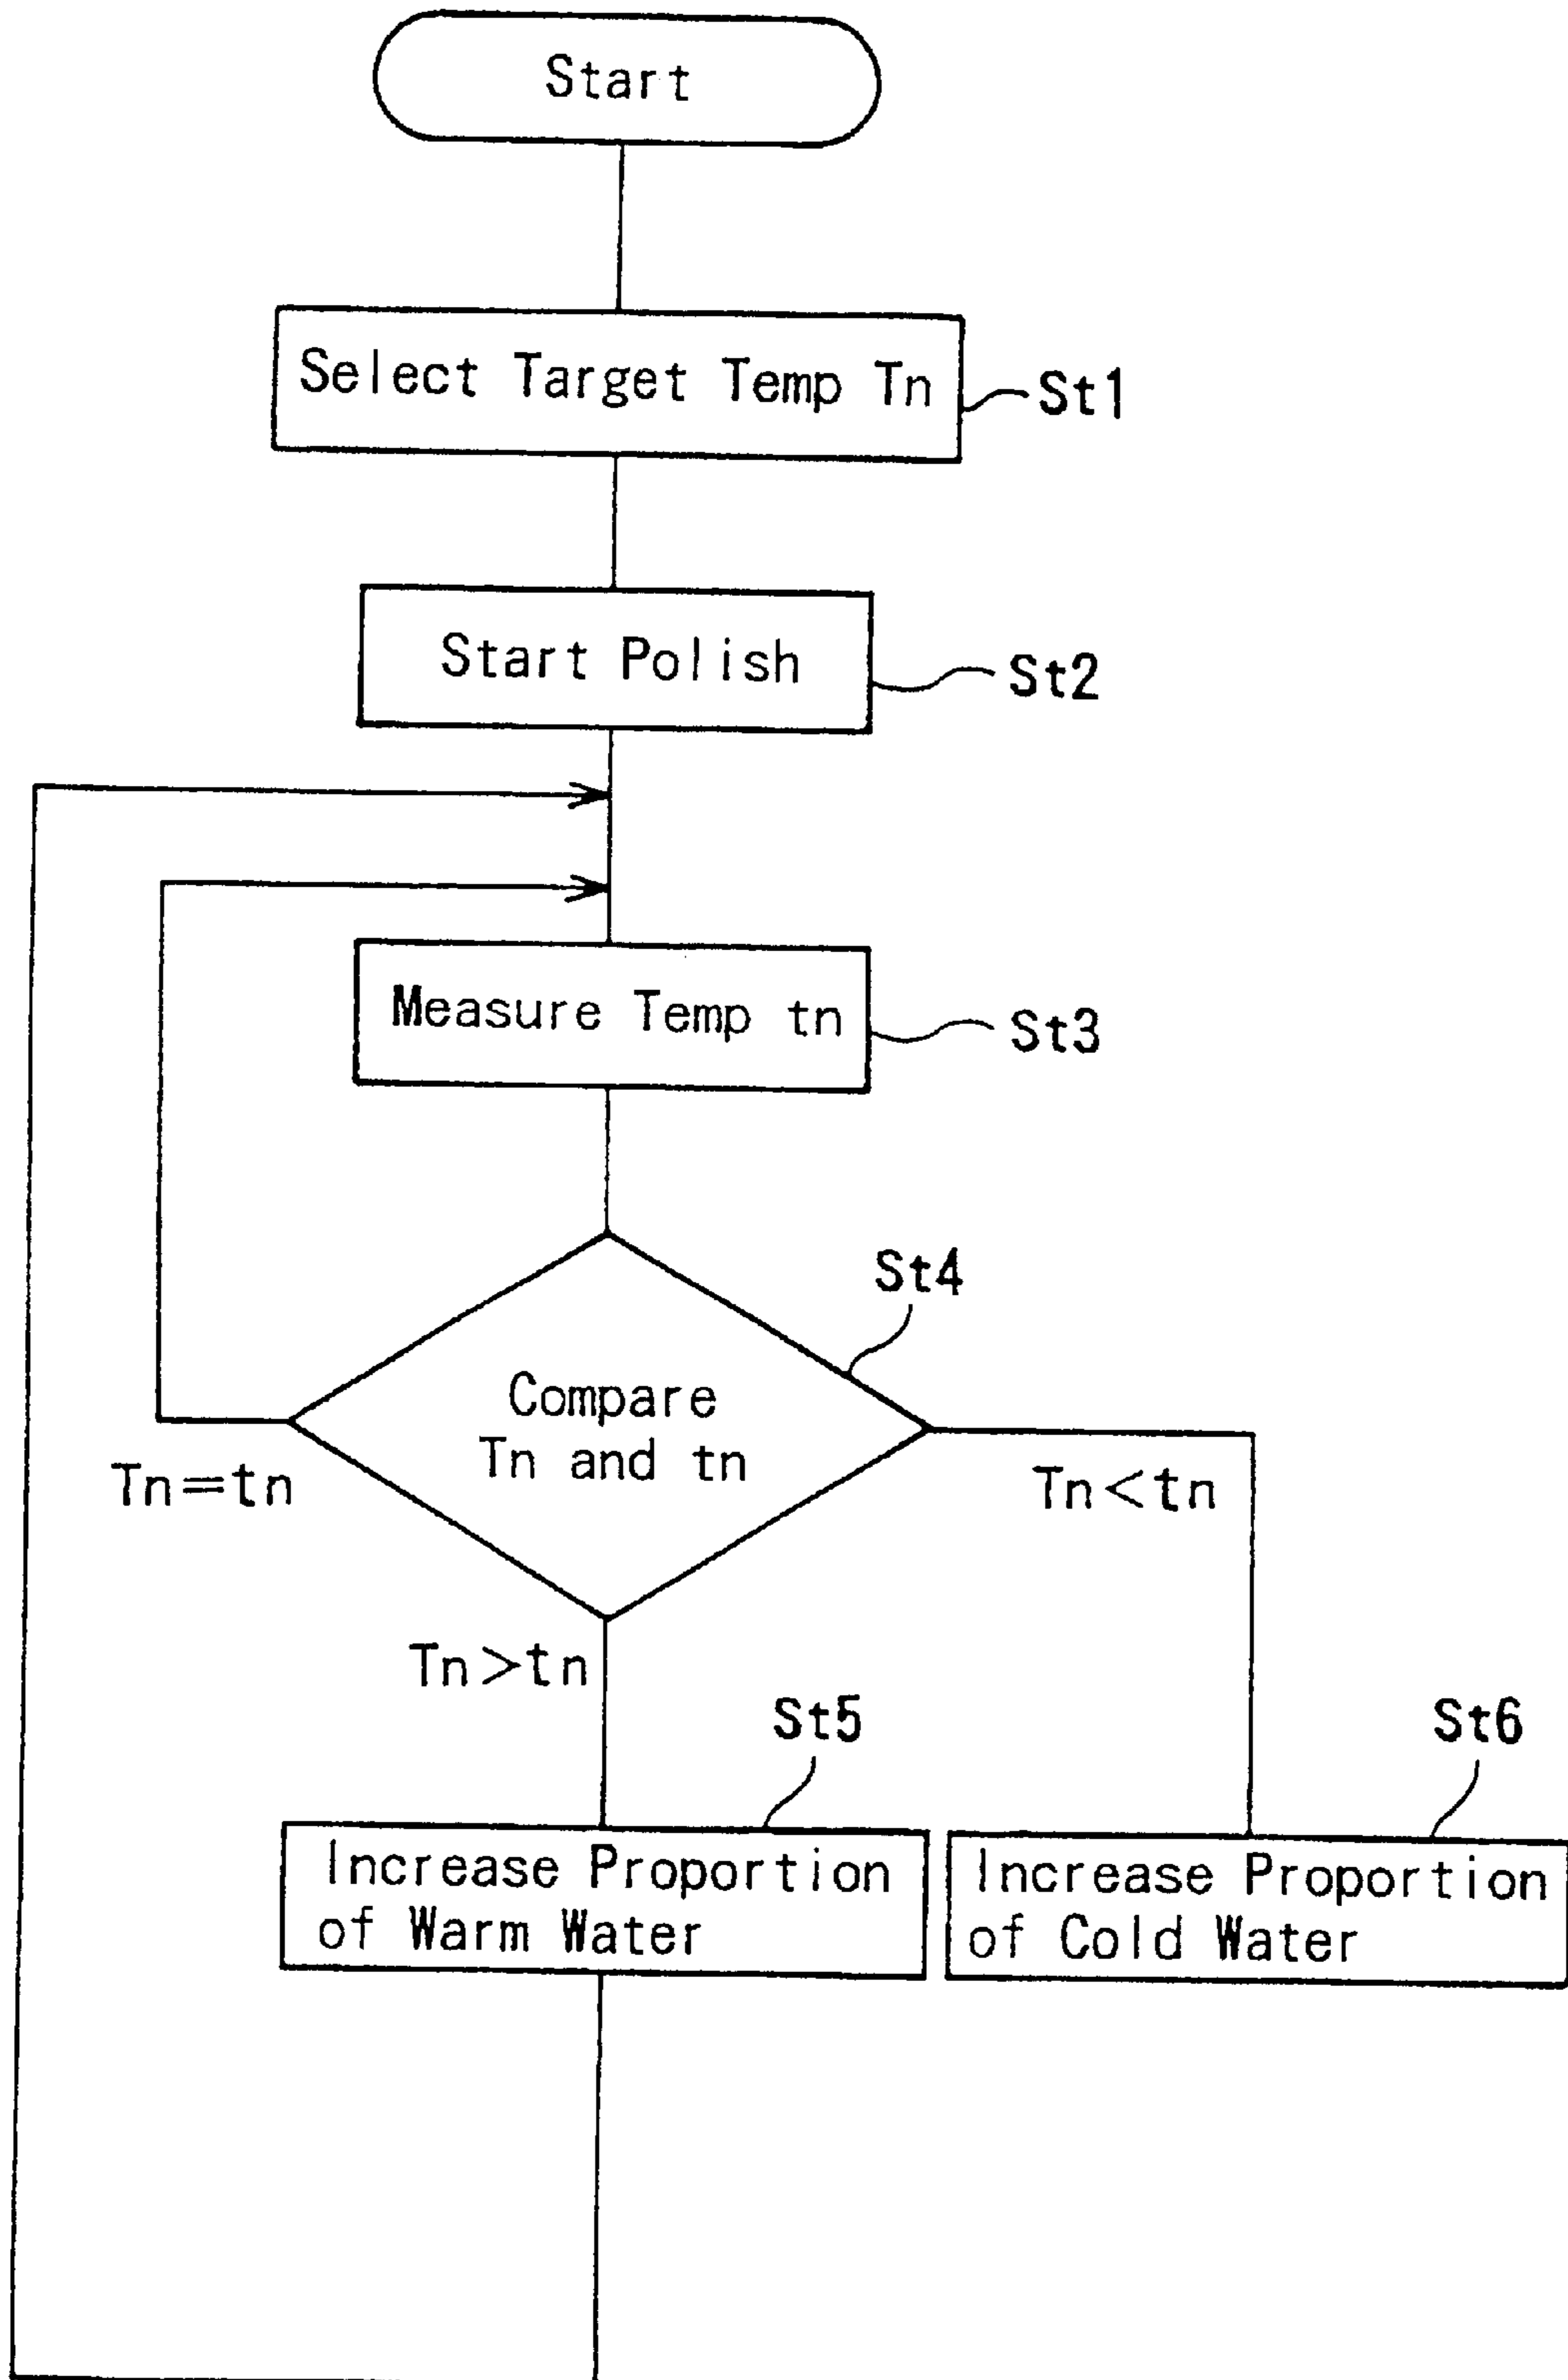 Start
Select Target Temp Tn
St1
Start Polish
St2
Measure Temp tn
St3
St4
Compare
Tn and tn
Tn=tn
Tn<tn
Tn>tn
St5
St6
Increase Proportion
of Warm Water
Increase Proportion
of Cold Water